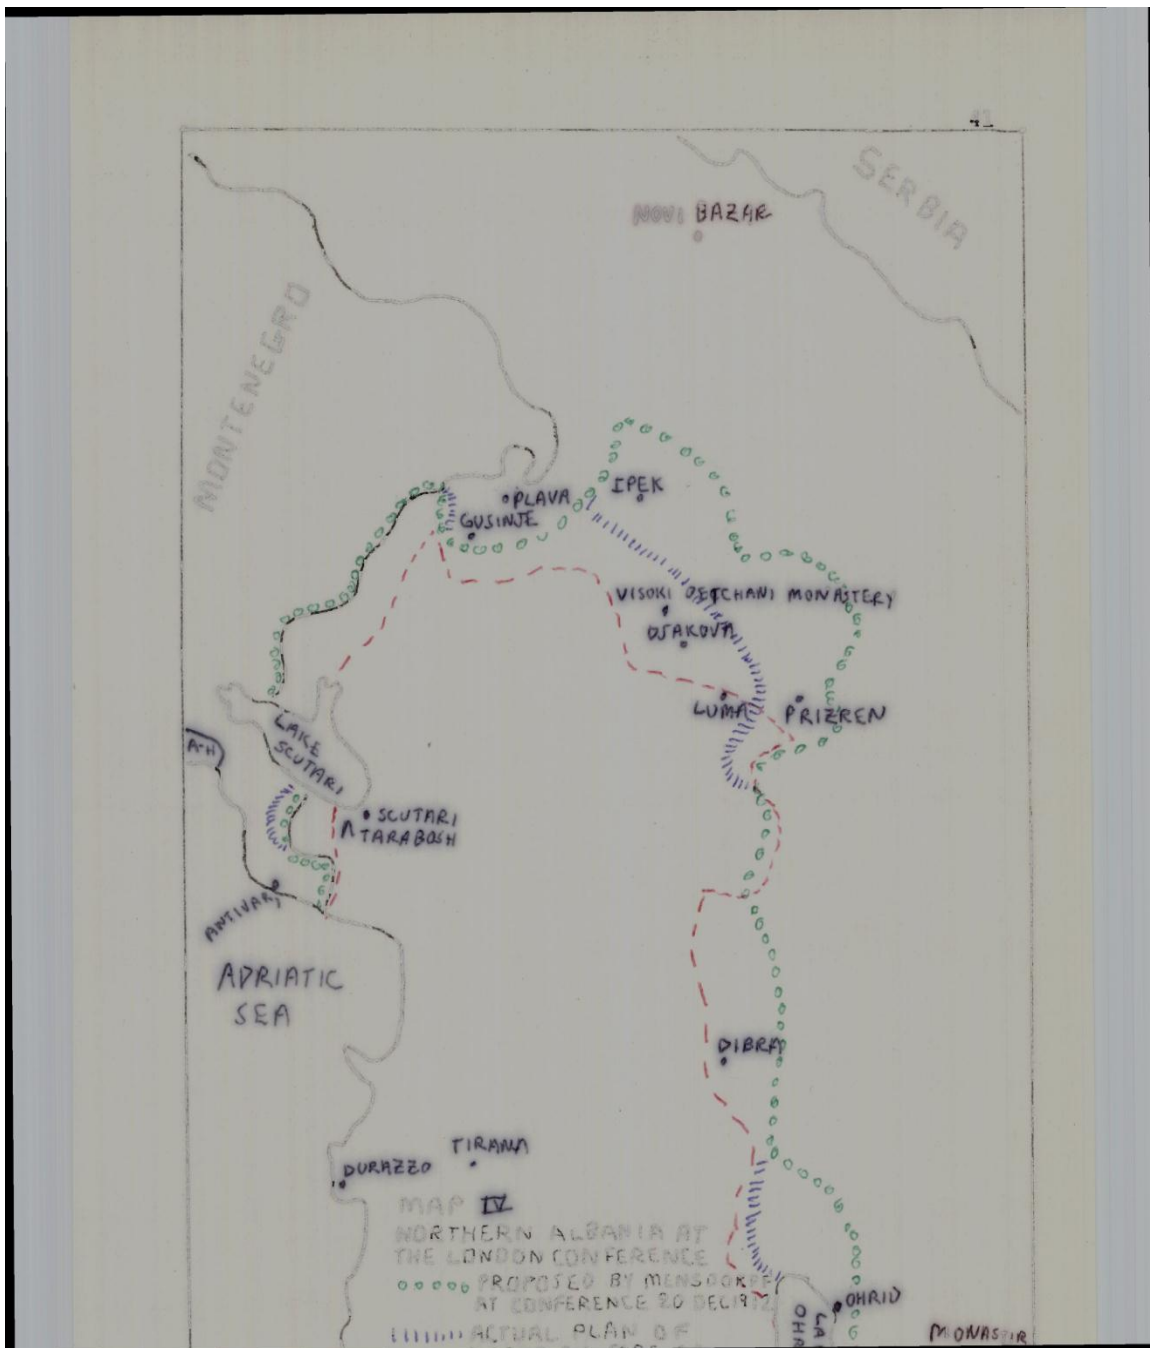 43
SERBIA
NOVI BAZAR
MONTENEGRO
IPEK
PLAVA
GUSINJE
VISOKI DETCHANI MONASTERY
DJAKOVA
LUMA
PRIZREN
LAKE
SCUTARI
A-H
SCUTARI
TARABOSH
ANTIVARI
ADRIATIC
SEA
DIBRA
TIRANA
DURAZZO
MAP IV
NORTHERN ALBANIA AT
THE LONDON CONFERENCE
PROPOSED BY MENSDORFF
AT CONFERENCE 20 DEC 1912
OHRID
ACTUAL PLAN OF
MONASTIR